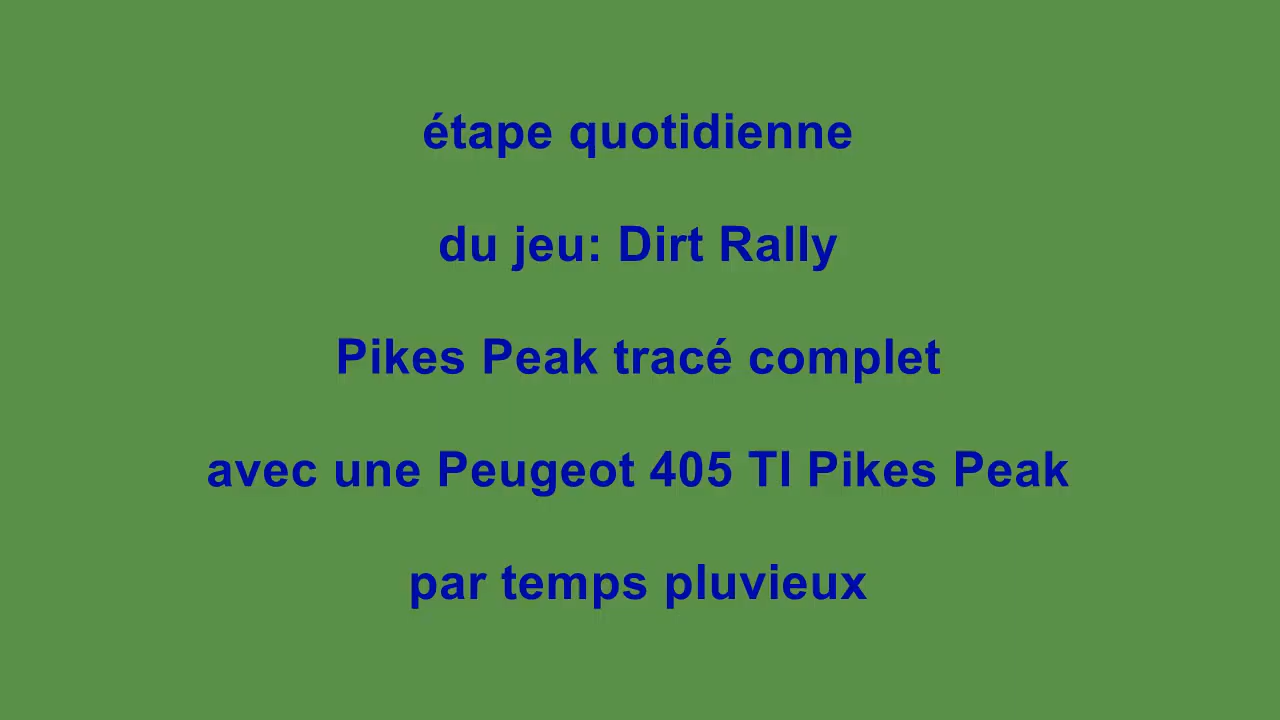 étape quotidienne
du jeu: Dirt Rally
Pikes Peak tracé complet
avec une Peugeot 405 TI Pikes Peak
par temps pluvieux